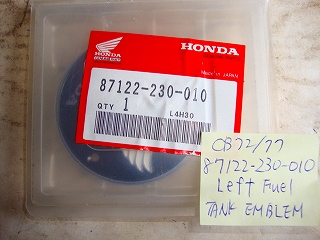 HONDA
MADE IN JAPAN
87122-230-010
QTY 1
L4H30
CB72/77
87122-230-010
Left Fuel
TANK EMBLEM